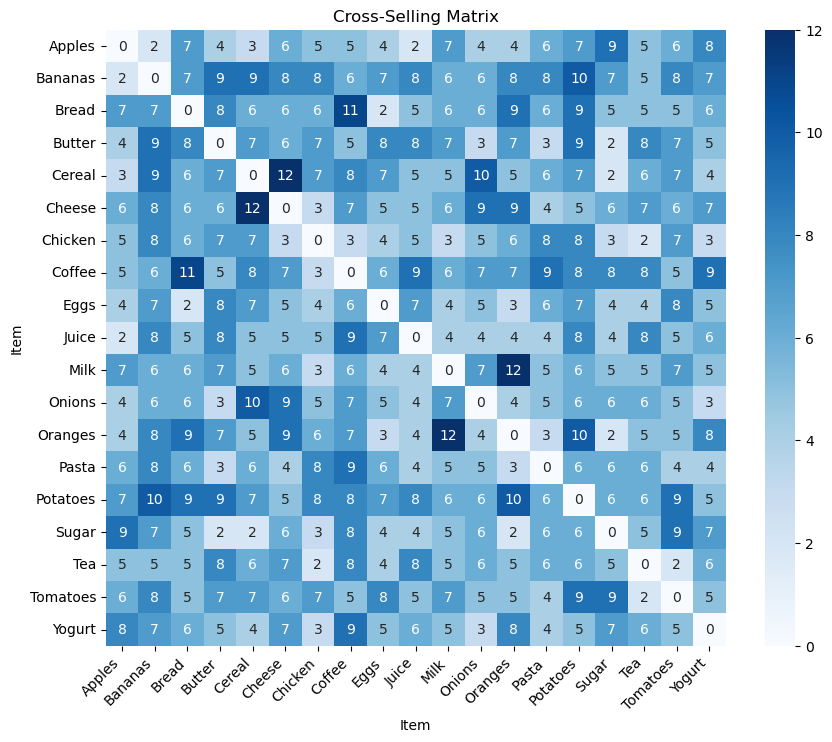 Cross-Selling Matrix
Apples 0 2 7 4 3 6 5 5 4 2 7 4 4 6 7 9 5 6 8
Bananas 2 0 7 9 9 8 8 6 7 8 6 6 8 8 10 7 5 8 7
Bread 7 7 0 8 6 6 6 11 2 5 6 6 9 6 9 5 5 5 6
Butter 4 9 8 0 7 6 7 5 8 8 7 3 7 3 9 2 8 7 5
Cereal 3 9 6 7 0 12 7 8 7 5 5 10 5 6 7 2 6 7 4
Cheese 6 8 6 6 12 0 3 7 5 5 6 9 9 4 5 6 7 6 7
Chicken 5 8 6 7 7 3 0 3 4 5 3 5 6 8 8 3 2 7 3
Coffee 5 6 11 5 8 7 3 0 6 9 6 7 7 9 8 8 8 5 9
Eggs 4 7 2 8 7 5 4 6 0 7 4 5 3 6 7 4 4 8 5
Juice 2 8 5 8 5 5 5 9 7 0 4 4 4 4 8 4 8 5 6
Milk 7 6 6 7 5 6 3 6 4 4 0 7 12 5 6 5 5 7 5
Onions 4 6 6 3 10 9 5 7 5 4 7 0 4 5 6 6 6 5 3
Oranges 4 8 9 7 5 9 6 7 3 4 12 4 0 3 10 2 5 5 8
Pasta 6 8 6 3 6 4 8 9 6 4 5 5 3 0 6 6 6 4 4
Potatoes 7 10 9 9 7 5 8 8 7 8 6 6 10 6 0 6 6 9 5
Sugar 9 7 5 2 2 6 3 8 4 4 5 6 2 6 6 0 5 9 7
Tea 5 5 5 8 6 7 2 8 4 8 5 6 5 6 6 5 0 2 6
Tomatoes 6 8 5 7 7 6 7 5 8 5 7 5 5 4 9 9 2 0 5
Yogurt 8 7 6 5 4 7 3 9 5 6 5 3 8 4 5 7 6 5 0
Item
Apples Bananas Bread Butter Cereal Cheese Chicken Coffee Eggs Juice Milk Onions Oranges Pasta Potatoes Sugar Tea Tomatoes Yogurt
Item
12
10
8
6
4
2
0